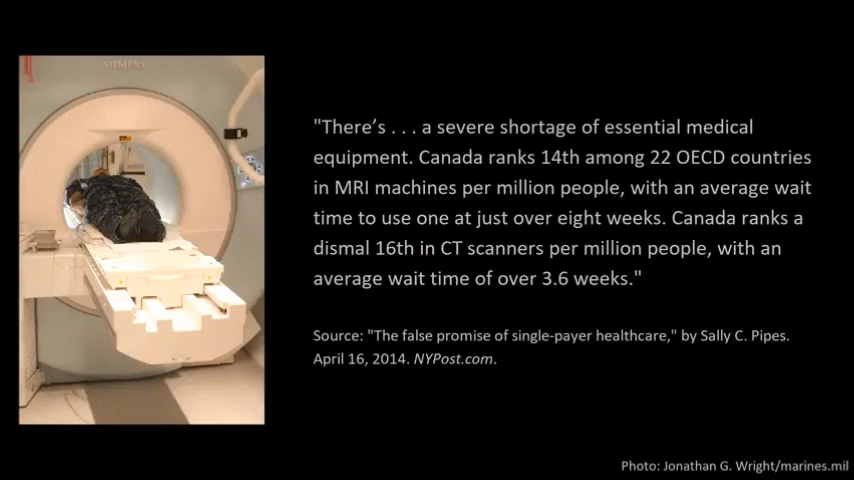 SIEMENS
"There’s . . . a severe shortage of essential medical
equipment. Canada ranks 14th among 22 OECD countries
in MRI machines per million people, with an average wait
time to use one at just over eight weeks. Canada ranks a
dismal 16th in CT scanners per million people, with an
average wait time of over 3.6 weeks."
Source: "The false promise of single-payer healthcare," by Sally C. Pipes.
April 16, 2014. NYPost.com.
Photo: Jonathan G. Wright/marines.mil